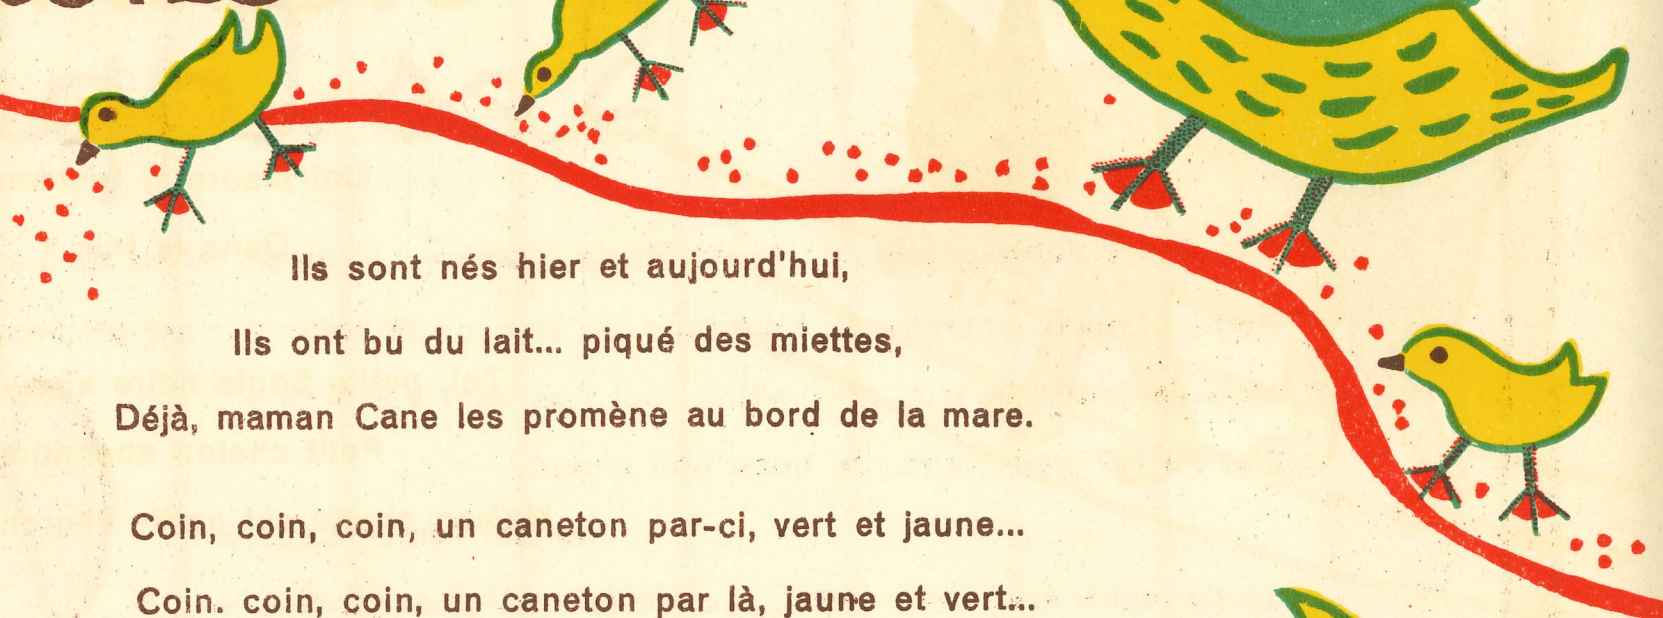 Ils sont nés hier et aujourd'hui,
Ils ont bu du lait... piqué des miettes,
Déjà, maman Cane les promène au bord de la mare.
Coin, coin, coin, un caneton par-ci, vert et jaune...
Coin. coin, coin, un caneton par là, jaune et vert...